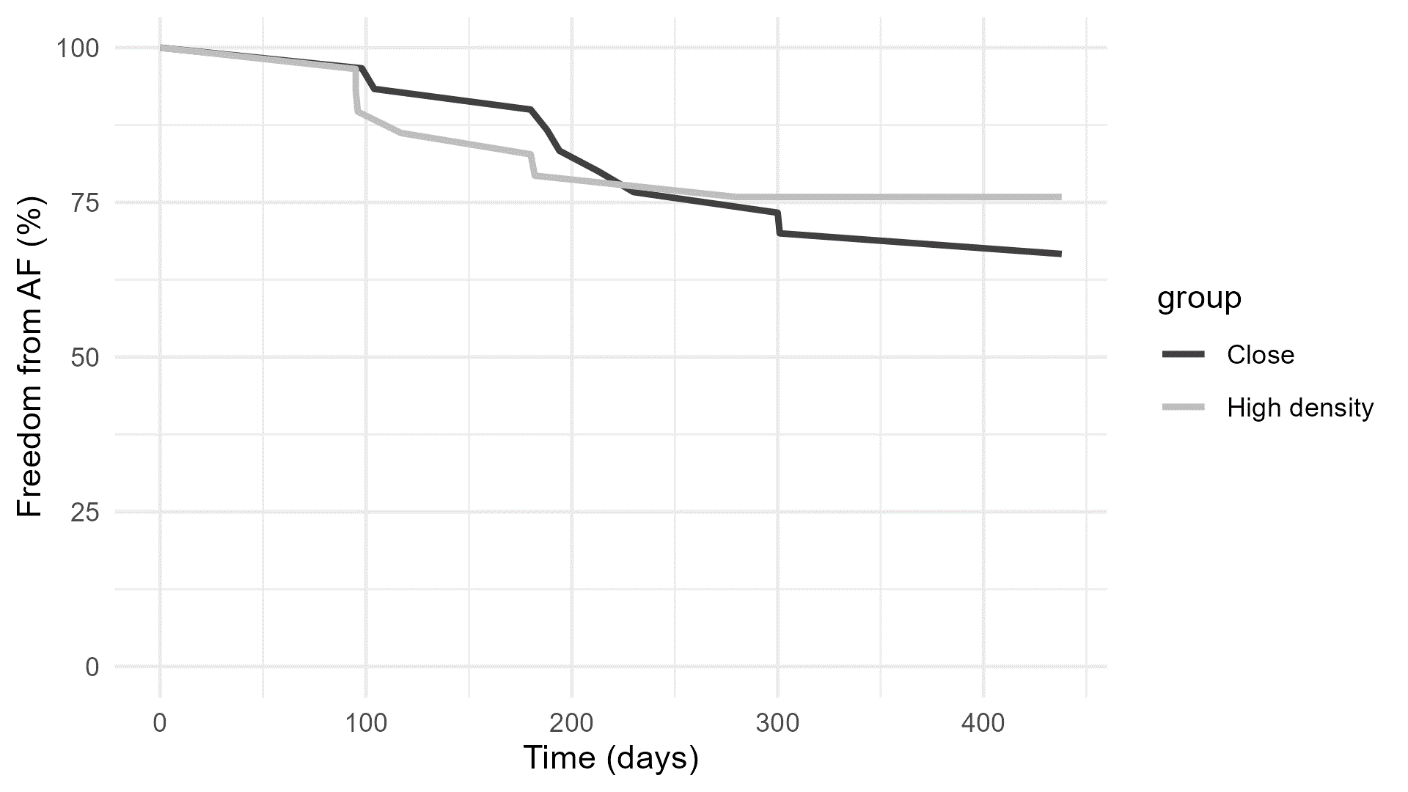 Freedom from AF (%)
100
75
50
25
0
0 100 200 300 400
Time (days)
group
Close
High density